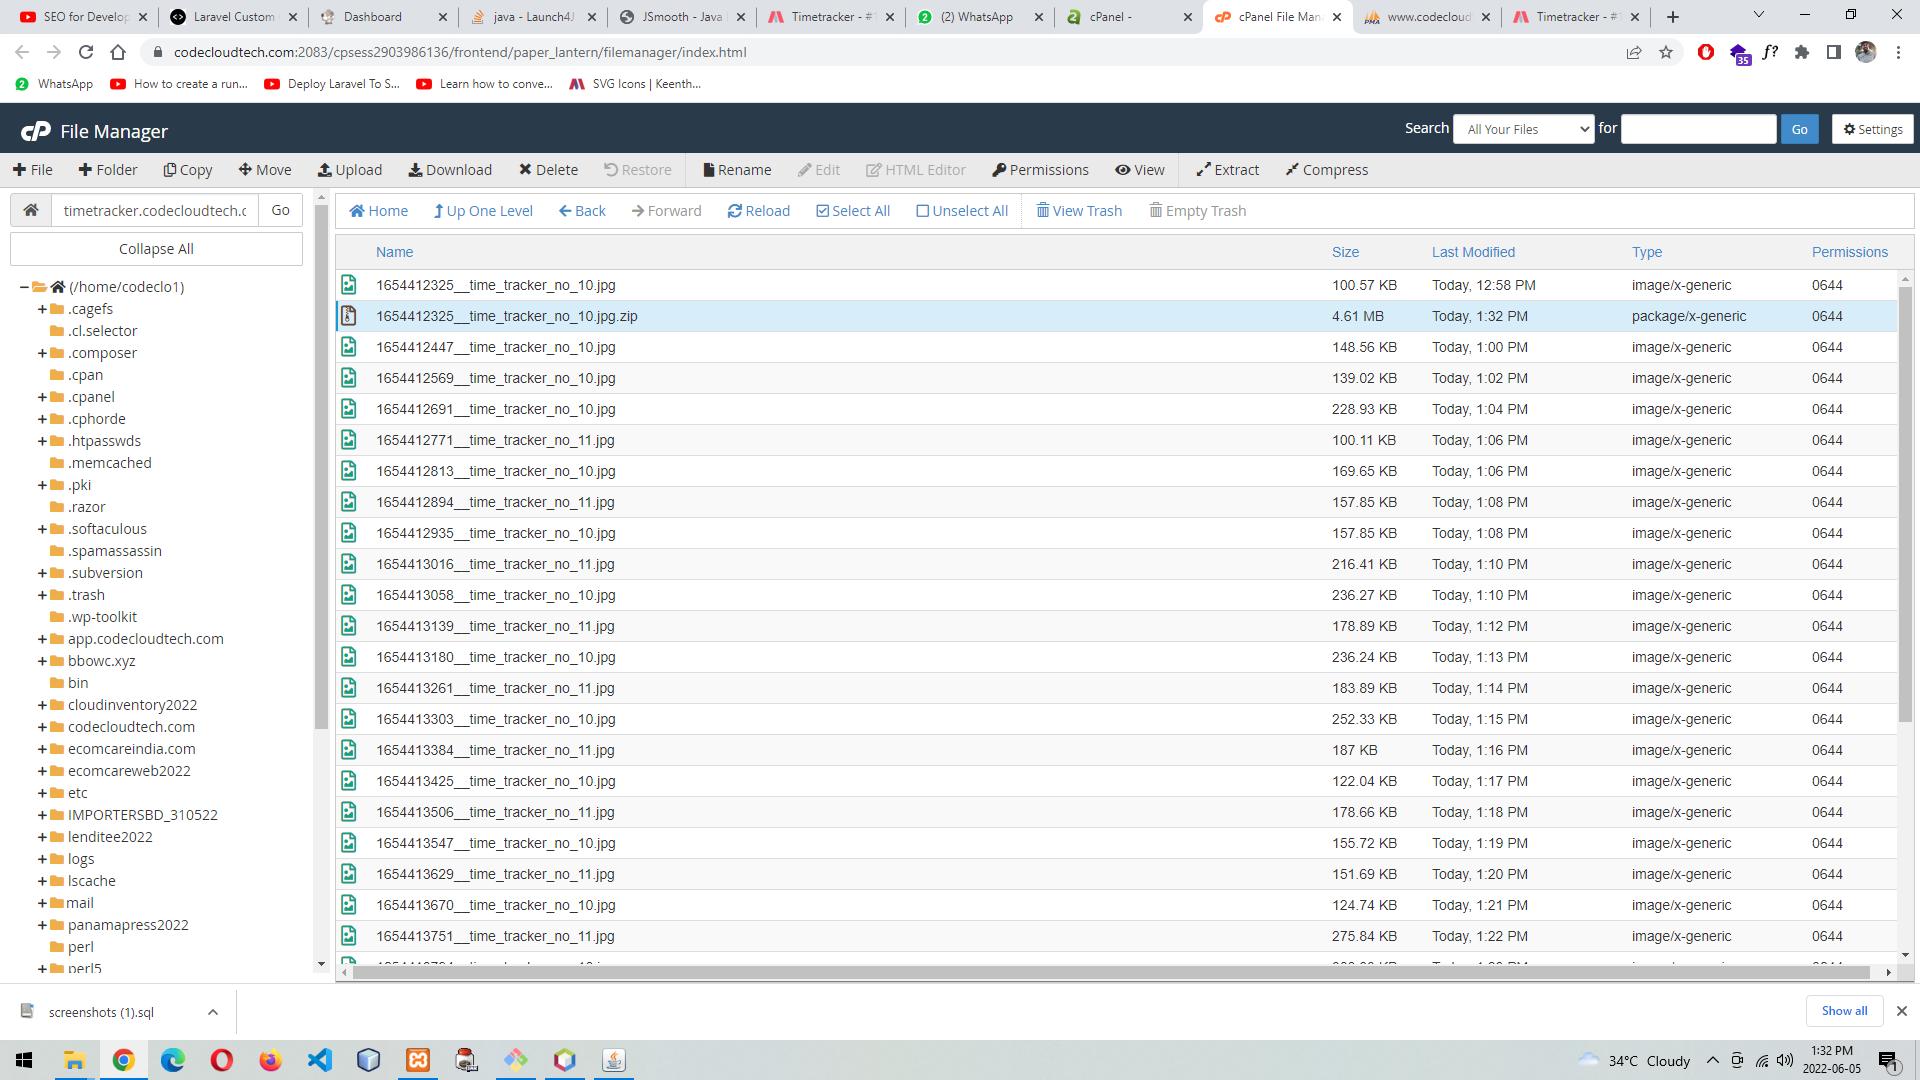 SEO for Develop
Laravel Custom
Dashboard
java - Launch4J
JSmooth - Java
Timetracker - #1
(2) WhatsApp
cPanel -
cPanel File Man
www.codecloud
Timetracker - #
codecloudtech.com:2083/cpsess2903986136/frontend/paper_lantern/filemanager/index.html
35
f?
2 WhatsApp
How to create a run...
Deploy Laravel To S...
Learn how to conve...
SVG Icons | Keenth...
cP File Manager
Search All Your Files for Go Settings
File Folder Copy Move Upload Download Delete Restore Rename Edit HTML Editor Permissions View Extract Compress
timetracker.codecloudtech.c Go
Home Up One Level Back Forward Reload Select All Unselect All View Trash Empty Trash
Collapse All
(/home/codeclo1)
.cagefs
.cl.selector
.composer
.cpan
.cpanel
.cphorde
.htpasswds
.memcached
.pki
.razor
.softaculous
.spamassassin
.subversion
.trash
.wp-toolkit
app.codecloudtech.com
bbowc.xyz
bin
cloudinventory2022
codecloudtech.com
ecomcareindia.com
ecomcareweb2022
etc
IMPORTERSBD_310522
lenditee2022
logs
lscache
mail
panamapress2022
perl
perl5
Name Size Last Modified Type Permissions
1654412325__time_tracker_no_10.jpg 100.57 KB Today, 12:58 PM image/x-generic 0644
1654412325__time_tracker_no_10.jpg.zip 4.61 MB Today, 1:32 PM package/x-generic 0644
1654412447__time_tracker_no_10.jpg 148.56 KB Today, 1:00 PM image/x-generic 0644
1654412569__time_tracker_no_10.jpg 139.02 KB Today, 1:02 PM image/x-generic 0644
1654412691__time_tracker_no_10.jpg 228.93 KB Today, 1:04 PM image/x-generic 0644
1654412771__time_tracker_no_11.jpg 100.11 KB Today, 1:06 PM image/x-generic 0644
1654412813__time_tracker_no_10.jpg 169.65 KB Today, 1:06 PM image/x-generic 0644
1654412894__time_tracker_no_11.jpg 157.85 KB Today, 1:08 PM image/x-generic 0644
1654412935__time_tracker_no_10.jpg 157.85 KB Today, 1:08 PM image/x-generic 0644
1654413016__time_tracker_no_11.jpg 216.41 KB Today, 1:10 PM image/x-generic 0644
1654413058__time_tracker_no_10.jpg 236.27 KB Today, 1:10 PM image/x-generic 0644
1654413139__time_tracker_no_11.jpg 178.89 KB Today, 1:12 PM image/x-generic 0644
1654413180__time_tracker_no_10.jpg 236.24 KB Today, 1:13 PM image/x-generic 0644
1654413261__time_tracker_no_11.jpg 183.89 KB Today, 1:14 PM image/x-generic 0644
1654413303__time_tracker_no_10.jpg 252.33 KB Today, 1:15 PM image/x-generic 0644
1654413384__time_tracker_no_11.jpg 187 KB Today, 1:16 PM image/x-generic 0644
1654413425__time_tracker_no_10.jpg 122.04 KB Today, 1:17 PM image/x-generic 0644
1654413506__time_tracker_no_11.jpg 178.66 KB Today, 1:18 PM image/x-generic 0644
1654413547__time_tracker_no_10.jpg 155.72 KB Today, 1:19 PM image/x-generic 0644
1654413629__time_tracker_no_11.jpg 151.69 KB Today, 1:20 PM image/x-generic 0644
1654413670__time_tracker_no_10.jpg 124.74 KB Today, 1:21 PM image/x-generic 0644
1654413751__time_tracker_no_11.jpg 275.84 KB Today, 1:22 PM image/x-generic 0644
screenshots (1).sql
Show all
34°C Cloudy
1:32 PM
2022-06-05
1